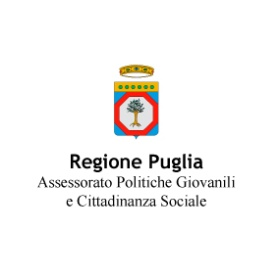 Regione Puglia
Assessorato Politiche Giovanili
e Cittadinanza Sociale